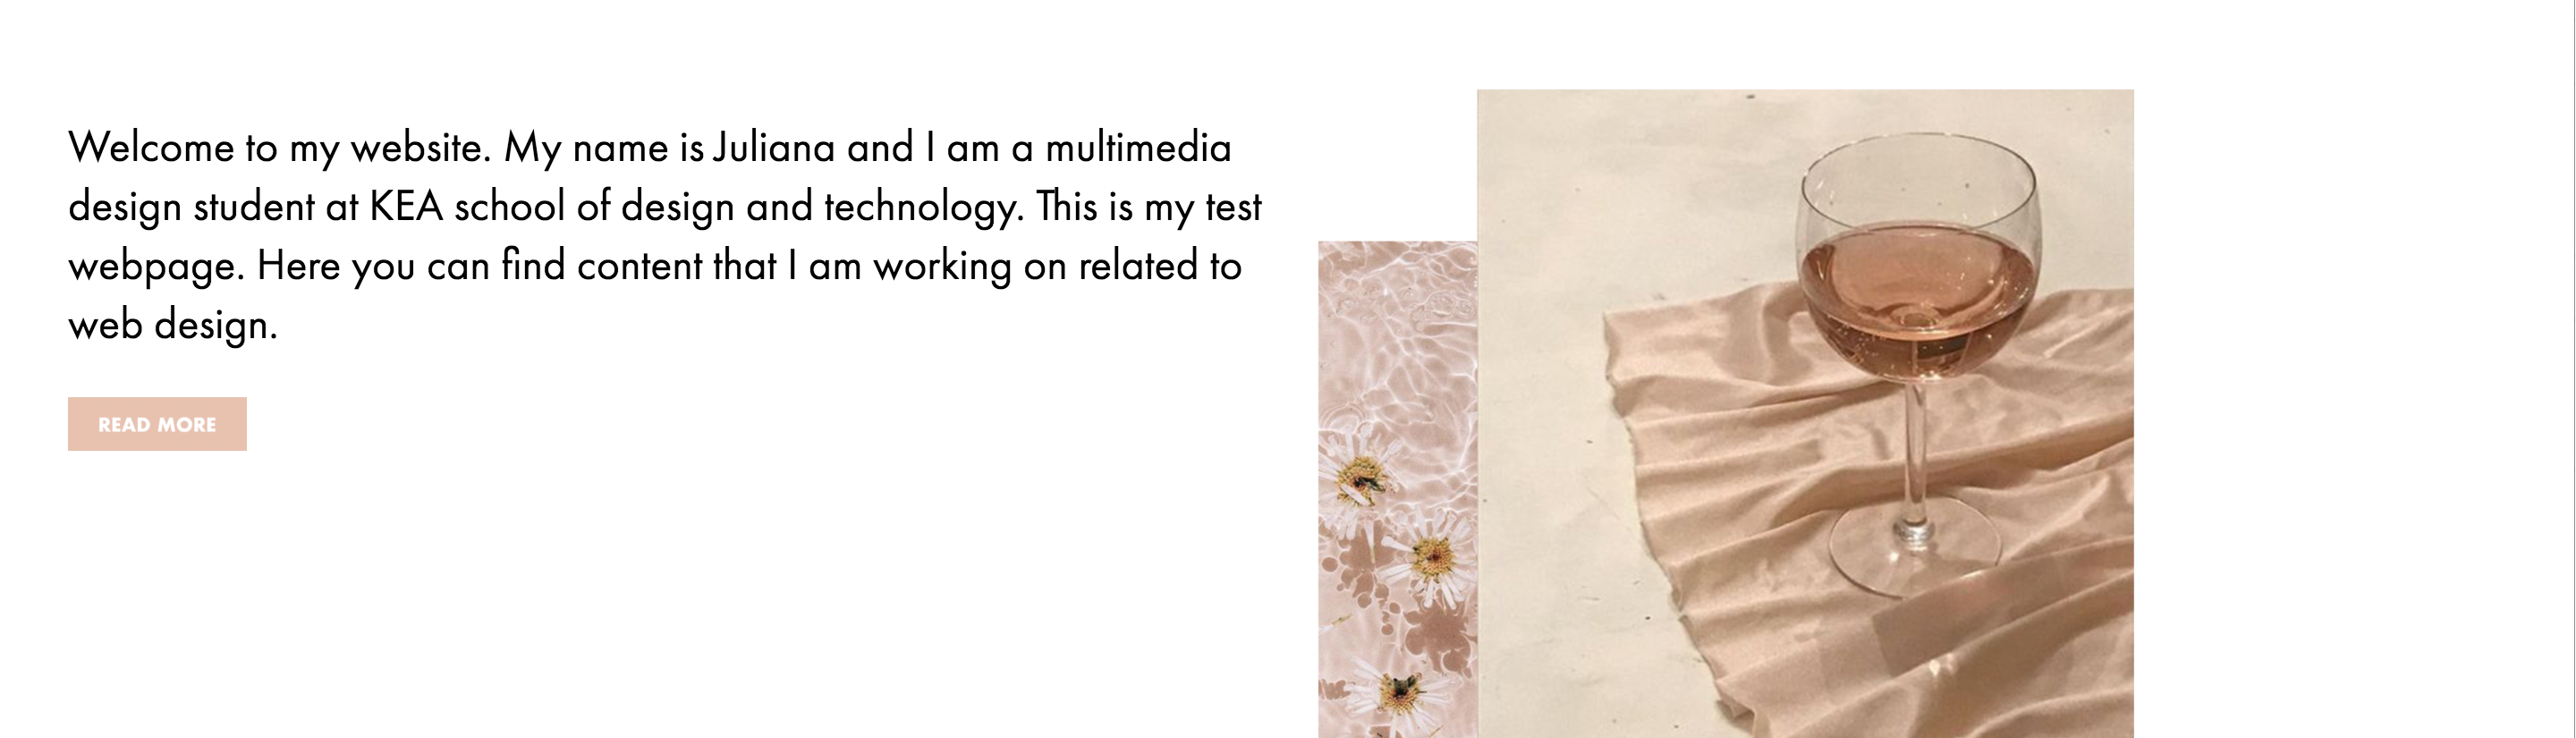 Welcome to my website. My name is Juliana and I am a multimedia
design student at KEA school of design and technology. This is my test
webpage. Here you can find content that I am working on related to
web design.
READ MORE